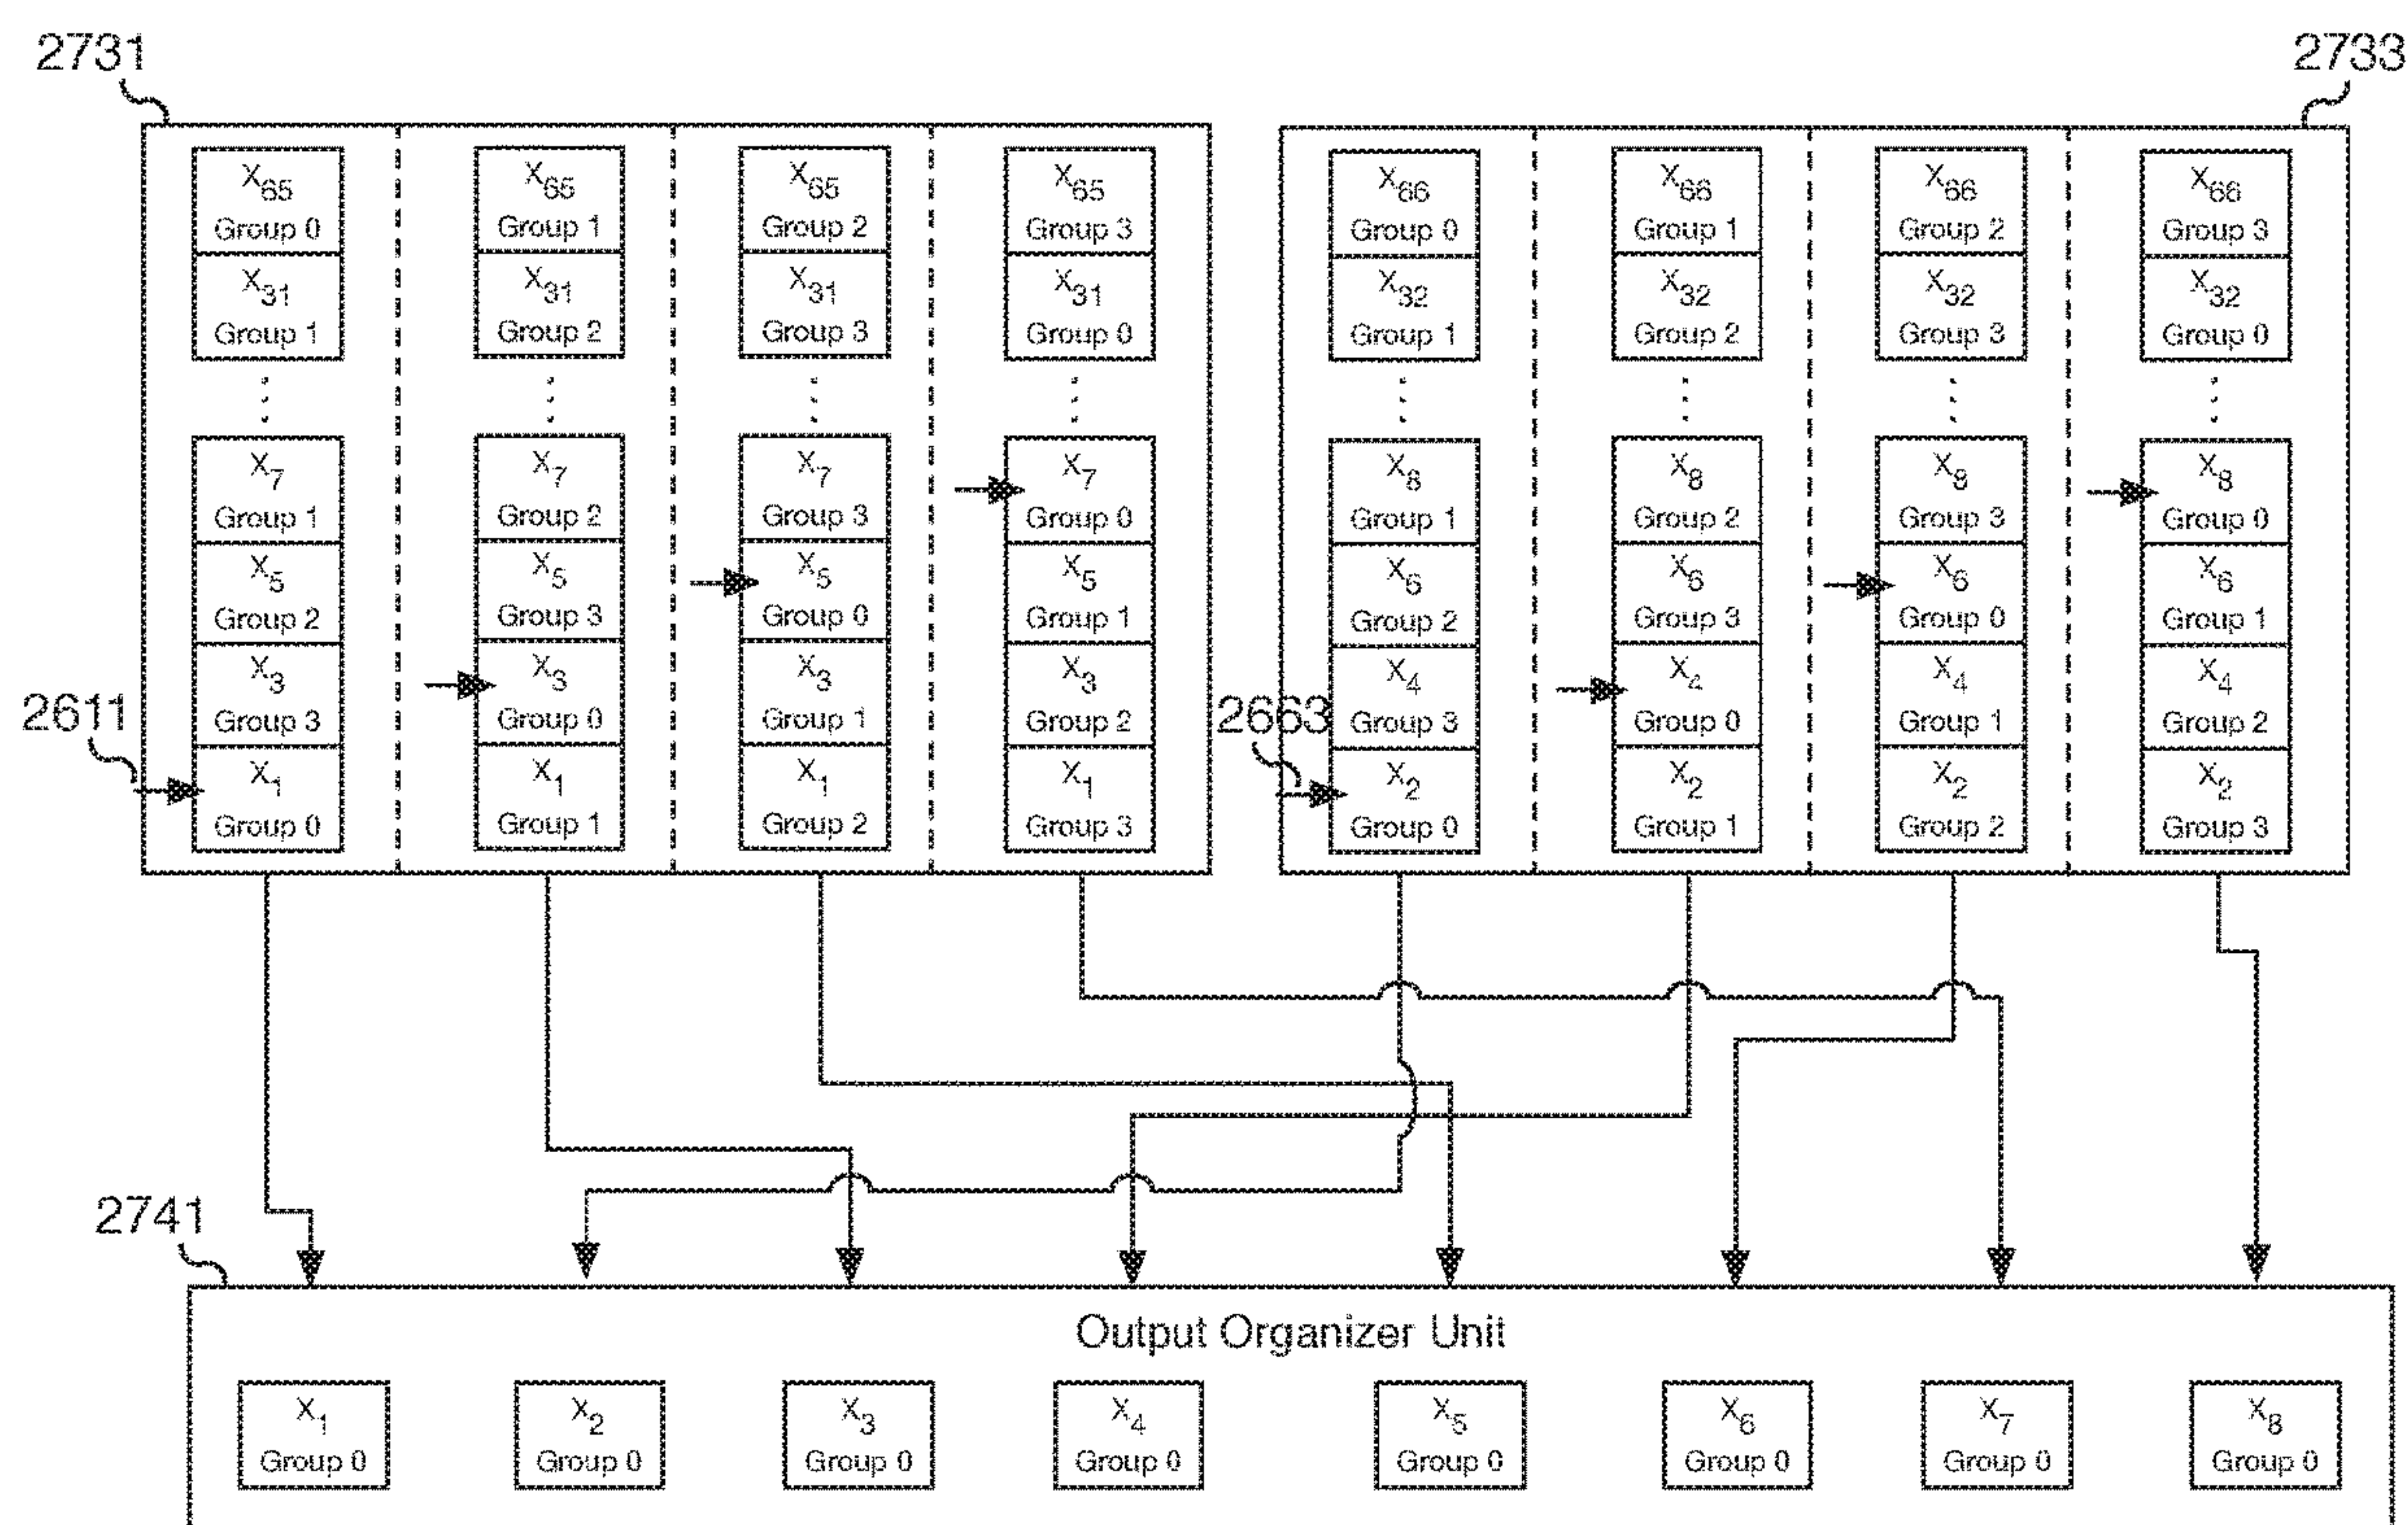 2731 2733
X65 X65 X65 X65 X66 X66 X66 X66
Group 0 Group 1 Group 2 Group 3 Group 0 Group 1 Group 2 Group 3
X31 X31 X31 X31 X32 X32 X32 X32
Group 1 Group 2 Group 3 Group 0 Group 1 Group 2 Group 3 Group 0
X7 X7 X7 X7 X8 X8 X8 X8
Group 1 Group 2 Group 3 Group 0 Group 1 Group 2 Group 3 Group 0
X5 X5 X5 X5 X6 X6 X6 X6
Group 2 Group 3 Group 0 Group 1 Group 2 Group 3 Group 0 Group 1
X3 X3 X3 X3 X4 X4 X4 X4
2611 Group 3 Group 0 Group 1 Group 2 2663 Group 3 Group 0 Group 1 Group 2
X1 X1 X1 X1 X2 X2 X2 X2
Group 0 Group 1 Group 2 Group 3 Group 0 Group 1 Group 2 Group 3
2741
Output Organizer Unit
X1 X2 X3 X4 X5 X6 X7 X8
Group 0 Group 0 Group 0 Group 0 Group 0 Group 0 Group 0 Group 0